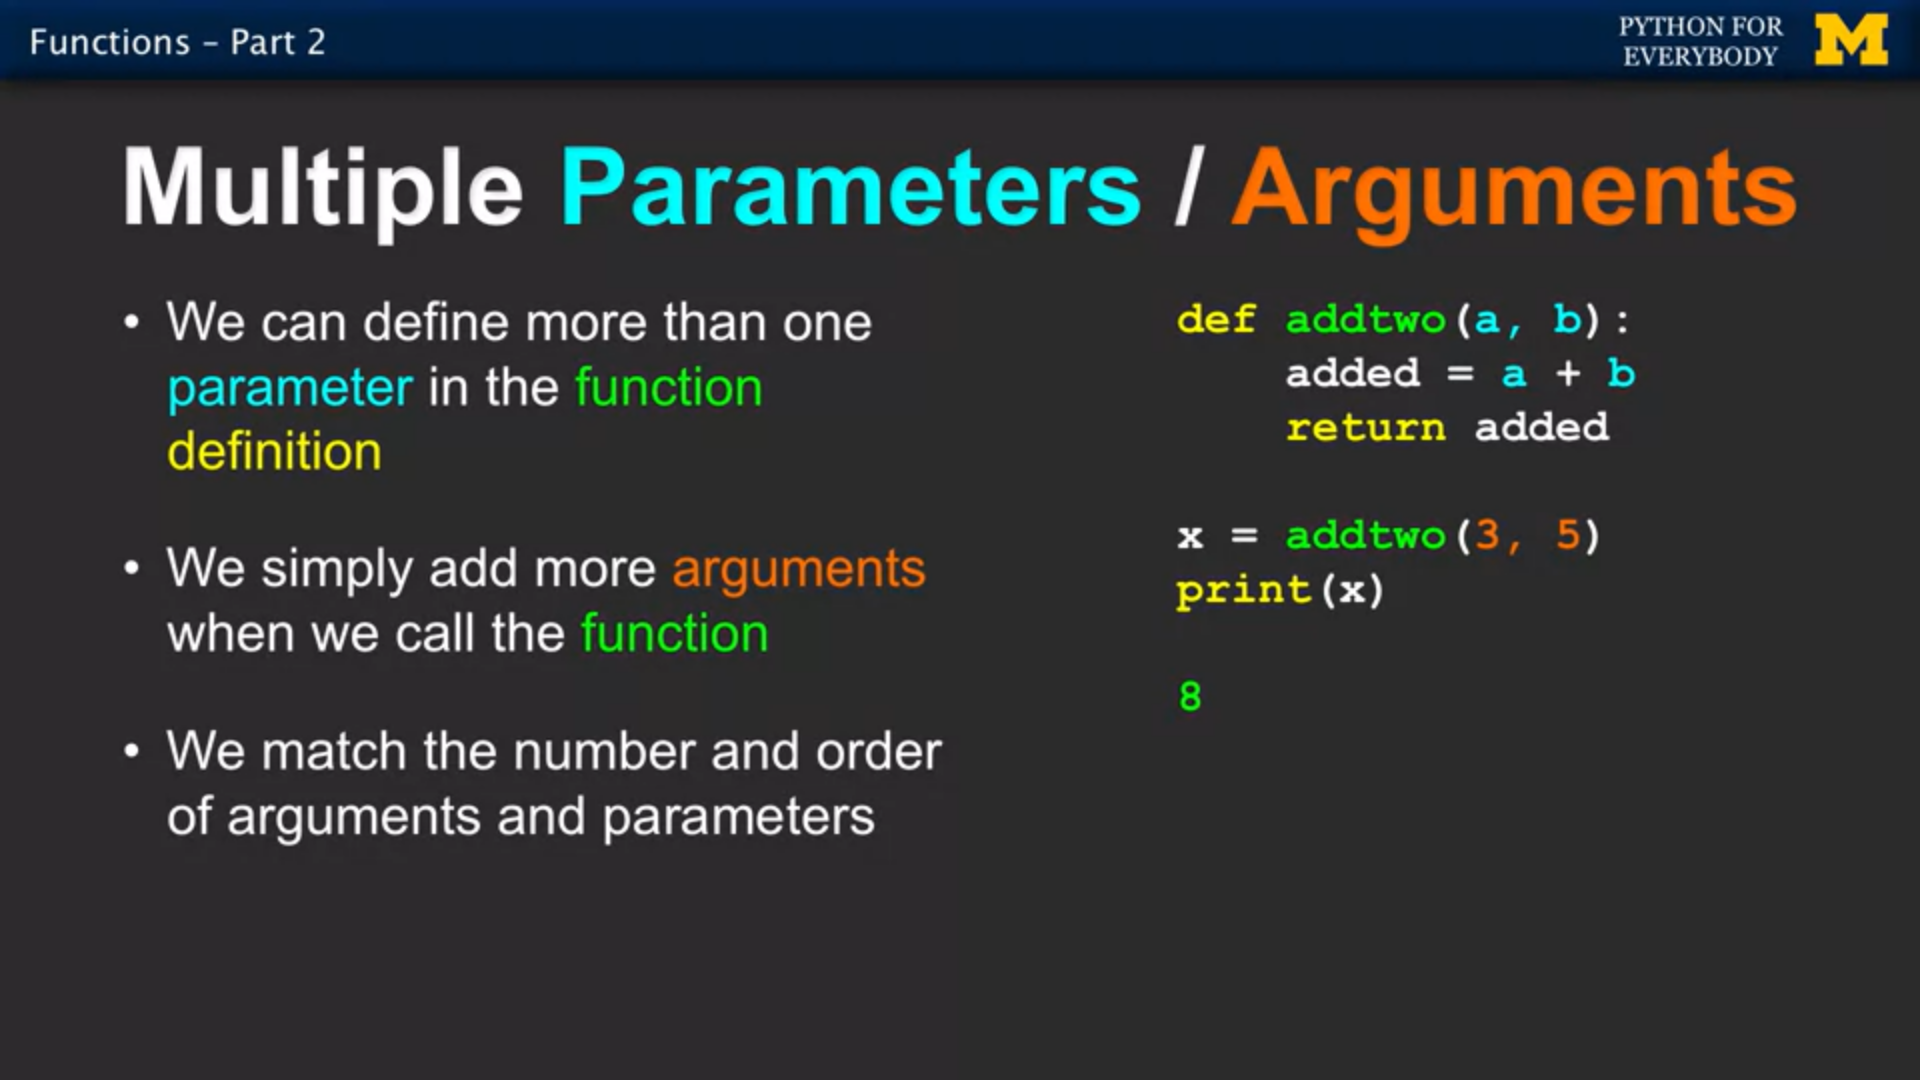 Functions – Part 2
PYTHON FOR
EVERYBODY
M
Multiple Parameters / Arguments
• We can define more than one
parameter in the function
definition
• We simply add more arguments
when we call the function
• We match the number and order
of arguments and parameters
def addtwo(a, b):
    added = a + b
    return added
x = addtwo(3, 5)
print(x)
8